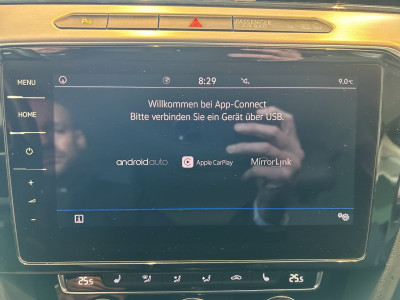 PASSENGER
MENU
8:29
9.0°C
HOME
Willkommen bei App-Connect
Bitte verbinden Sie ein Gerät über USB.
androidauto
Apple CarPlay
MirrorLink
+
−
i
25.5
25.5